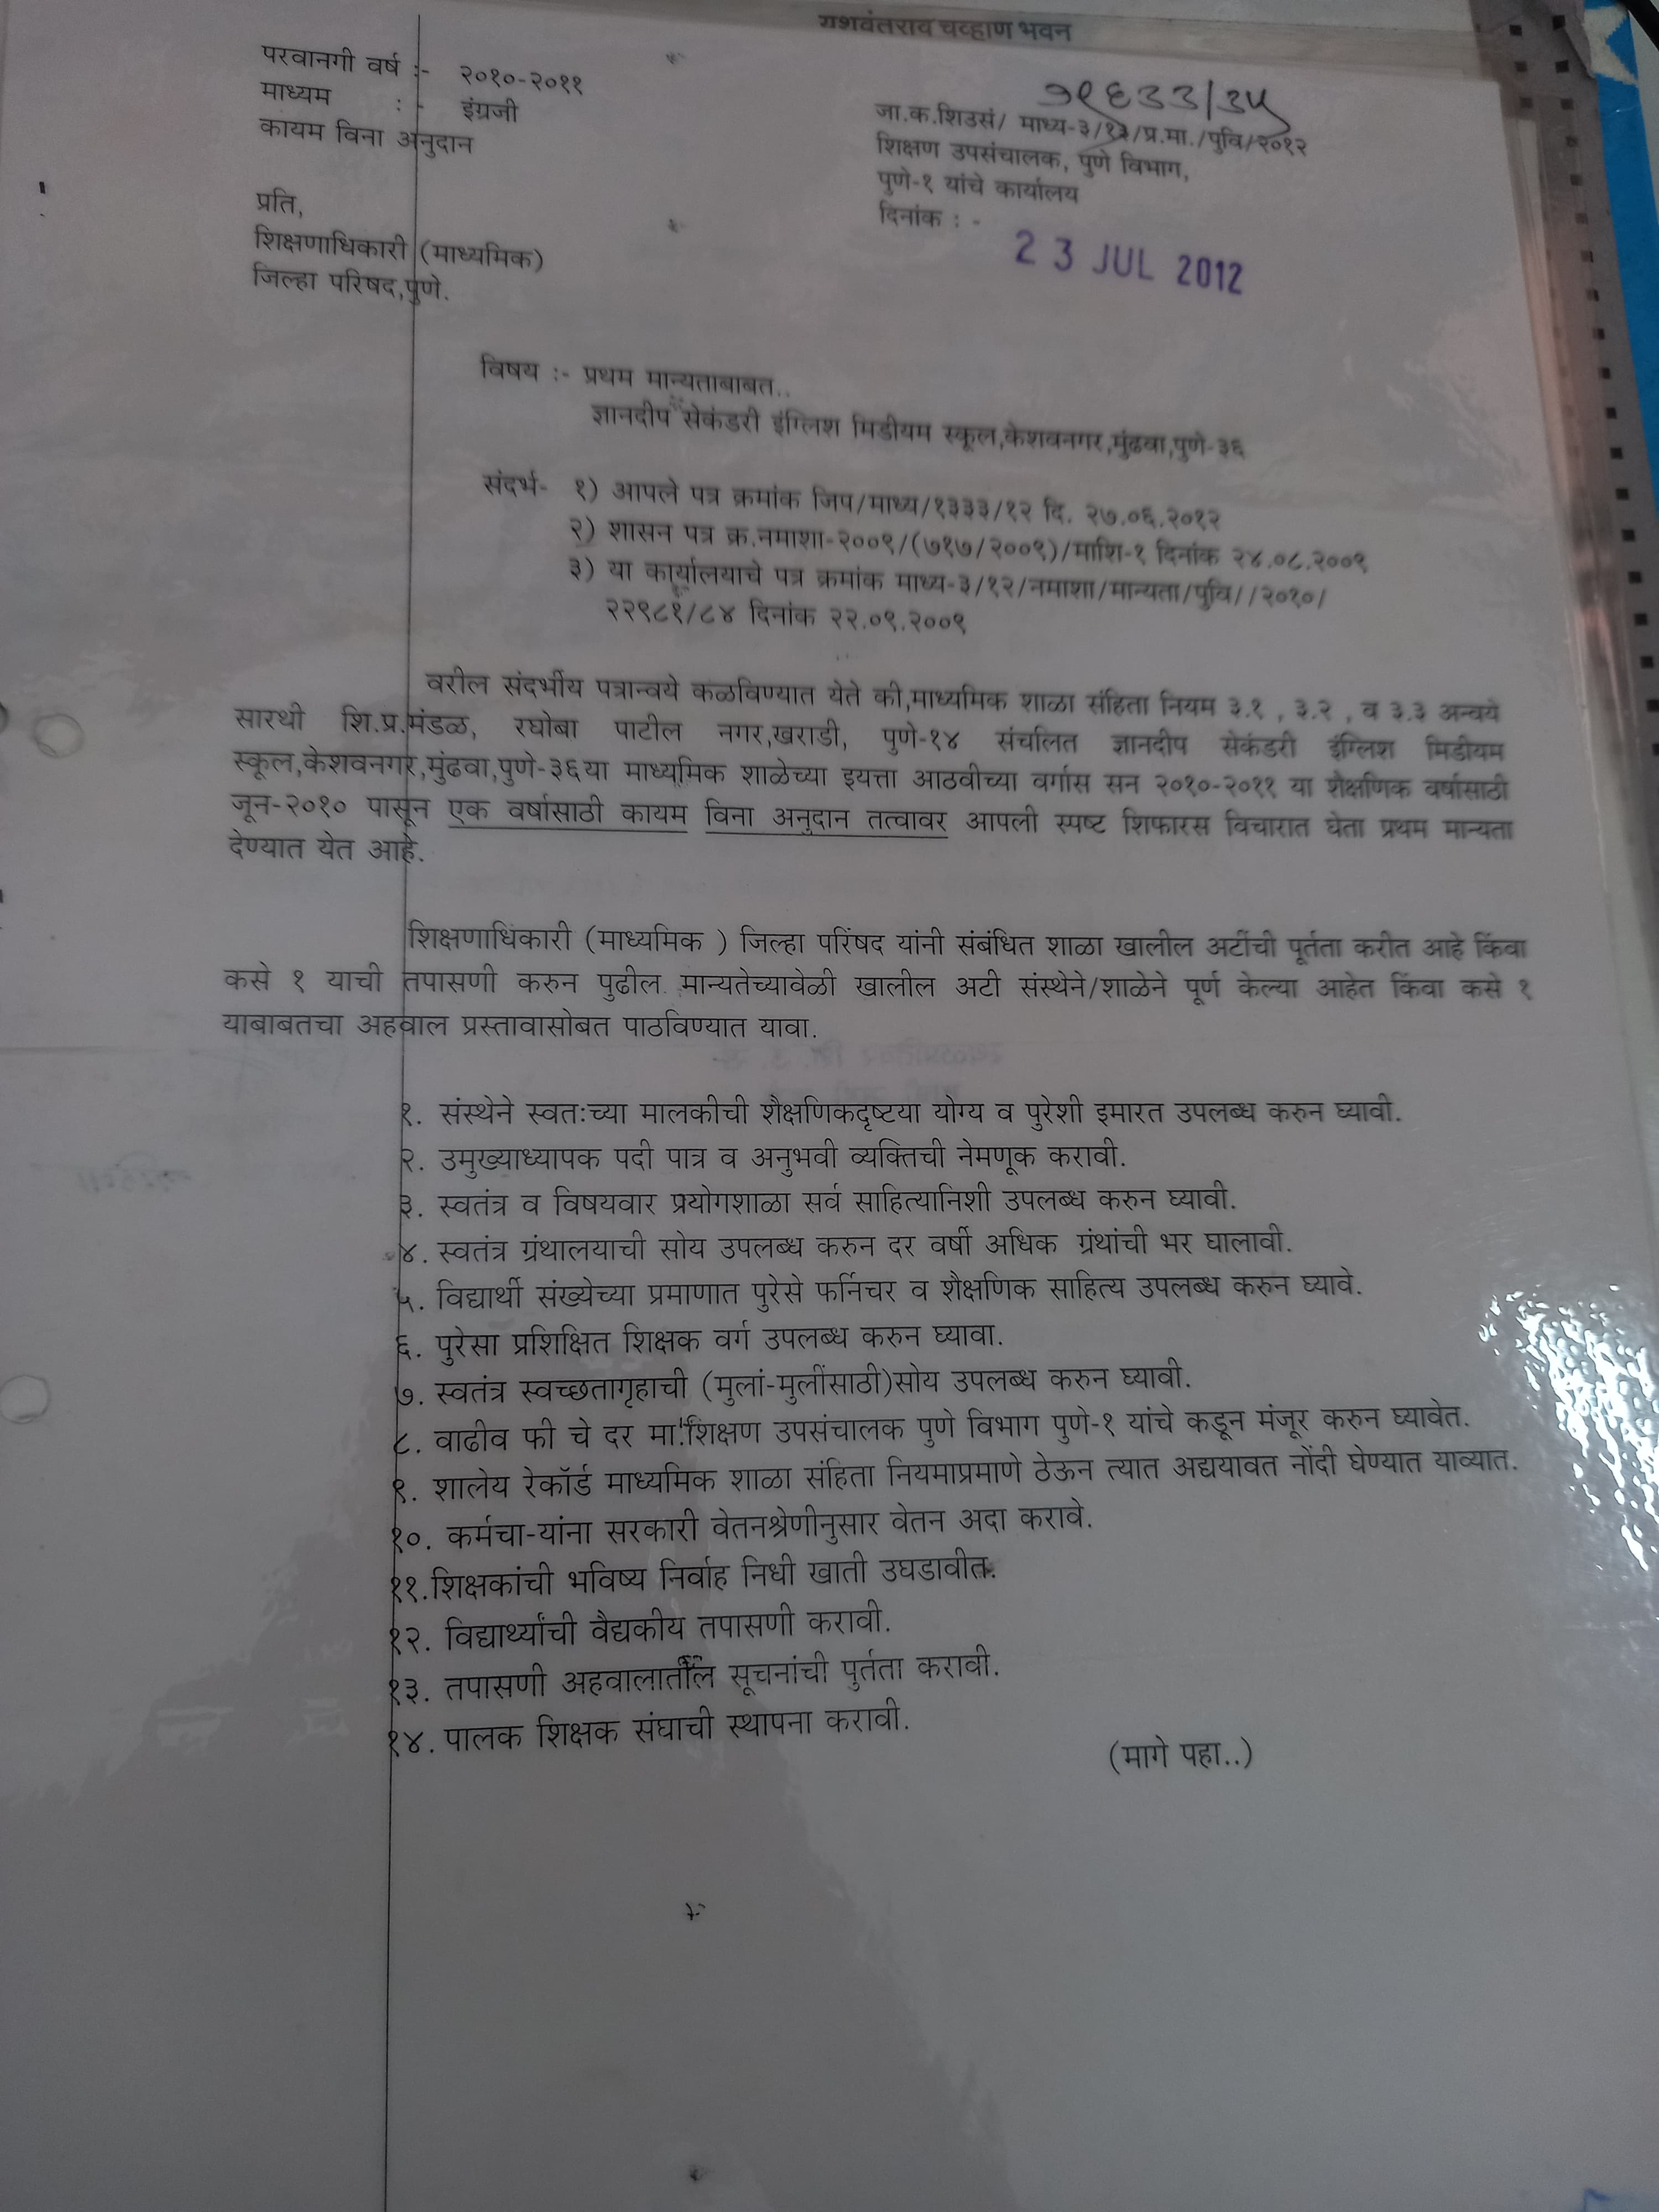 यशवंतराव चव्हाण भवन
परवानगी वर्ष :- २०१०-२०११
माध्यम :- इंग्रजी
कायम विना अनुदान
१९६३३/३५
जा.क.शिउसं/ माध्य-३/१२/प्र.मा./पुवि/२०१२
शिक्षण उपसंचालक, पुणे विभाग,
पुणे-१ यांचे कार्यालय
दिनांक : -
23 JUL 2012
प्रति,
शिक्षणाधिकारी (माध्यमिक)
जिल्हा परिषद,पुणे.
विषय :- प्रथम मान्यताबाबत..
ज्ञानदीप सेकंडरी इंग्लिश मिडीयम स्कूल,केशवनगर,मुंढवा,पुणे-३६
संदर्भ- १) आपले पत्र क्रमांक जिप/माध्य/१३३३/१२ दि. २७.०६.२०१२
२) शासन पत्र क्र.नमाशा-२००९/(७१७/२००९)/माशि-१ दिनांक २४.०८.२००९
३) या कार्यालयाचे पत्र क्रमांक माध्य-३/१२/नमाशा/मान्यता/पुवि//२०१०/
२२९८१/८४ दिनांक २२.०९.२००९
वरील संदर्भीय पत्रान्वये कळविण्यात येते की,माध्यमिक शाळा संहिता नियम ३.१ , ३.२ , व ३.३ अन्वये
सारथी शि.प्र.मंडळ, रघोबा पाटील नगर,खराडी, पुणे-१४ संचलित ज्ञानदीप सेकंडरी इंग्लिश मिडीयम
स्कूल,केशवनगर,मुंढवा,पुणे-३६या माध्यमिक शाळेच्या इयत्ता आठवीच्या वर्गास सन २०१०-२०११ या शैक्षणिक वर्षासाठी
जून-२०१० पासून एक वर्षासाठी कायम विना अनुदान तत्वावर आपली स्पष्ट शिफारस विचारात घेता प्रथम मान्यता
देण्यात येत आहे.
शिक्षणाधिकारी (माध्यमिक ) जिल्हा परिंषद यांनी संबंधित शाळा खालील अटींची पूर्तता करीत आहे किंवा
कसे १ याची तपासणी करुन पुढील मान्यतेच्यावेळी खालील अटी संस्थेने/शाळेने पूर्ण केल्या आहेत किंवा कसे १
याबाबतचा अहवाल प्रस्तावासोबत पाठविण्यात यावा.
१. संस्थेने स्वतःच्या मालकीची शैक्षणिकदृष्टया योग्य व पुरेशी इमारत उपलब्ध करुन घ्यावी.
२. उमुख्याध्यापक पदी पात्र व अनुभवी व्यक्तिची नेमणूक करावी.
३. स्वतंत्र व विषयवार प्रयोगशाळा सर्व साहित्यानिशी उपलब्ध करुन घ्यावी.
४. स्वतंत्र ग्रंथालयाची सोय उपलब्ध करुन दर वर्षी अधिक ग्रंथांची भर घालावी.
५. विद्यार्थी संख्येच्या प्रमाणात पुरेसे फर्निचर व शैक्षणिक साहित्य उपलब्ध करुन घ्यावे.
६. पुरेसा प्रशिक्षित शिक्षक वर्ग उपलब्ध करुन घ्यावा.
७. स्वतंत्र स्वच्छतागृहाची (मुलां-मुलींसाठी)सोय उपलब्ध करुन घ्यावी.
८. वाढीव फी चे दर मा.शिक्षण उपसंचालक पुणे विभाग पुणे-१ यांचे कडून मंजूर करुन घ्यावेत.
९. शालेय रेकॉर्ड माध्यमिक शाळा संहिता नियमाप्रमाणे ठेऊन त्यात अद्ययावत नोंदी घेण्यात याव्यात.
१०. कर्मचा-यांना सरकारी वेतनश्रेणीनुसार वेतन अदा करावे.
११.शिक्षकांची भविष्य निर्वाह निधी खाती उघडावीत.
१२. विद्यार्थ्यांची वैद्यकीय तपासणी करावी.
१३. तपासणी अहवालातील सूचनांची पुर्तता करावी.
१४. पालक शिक्षक संघाची स्थापना करावी.
(मागे पहा..)